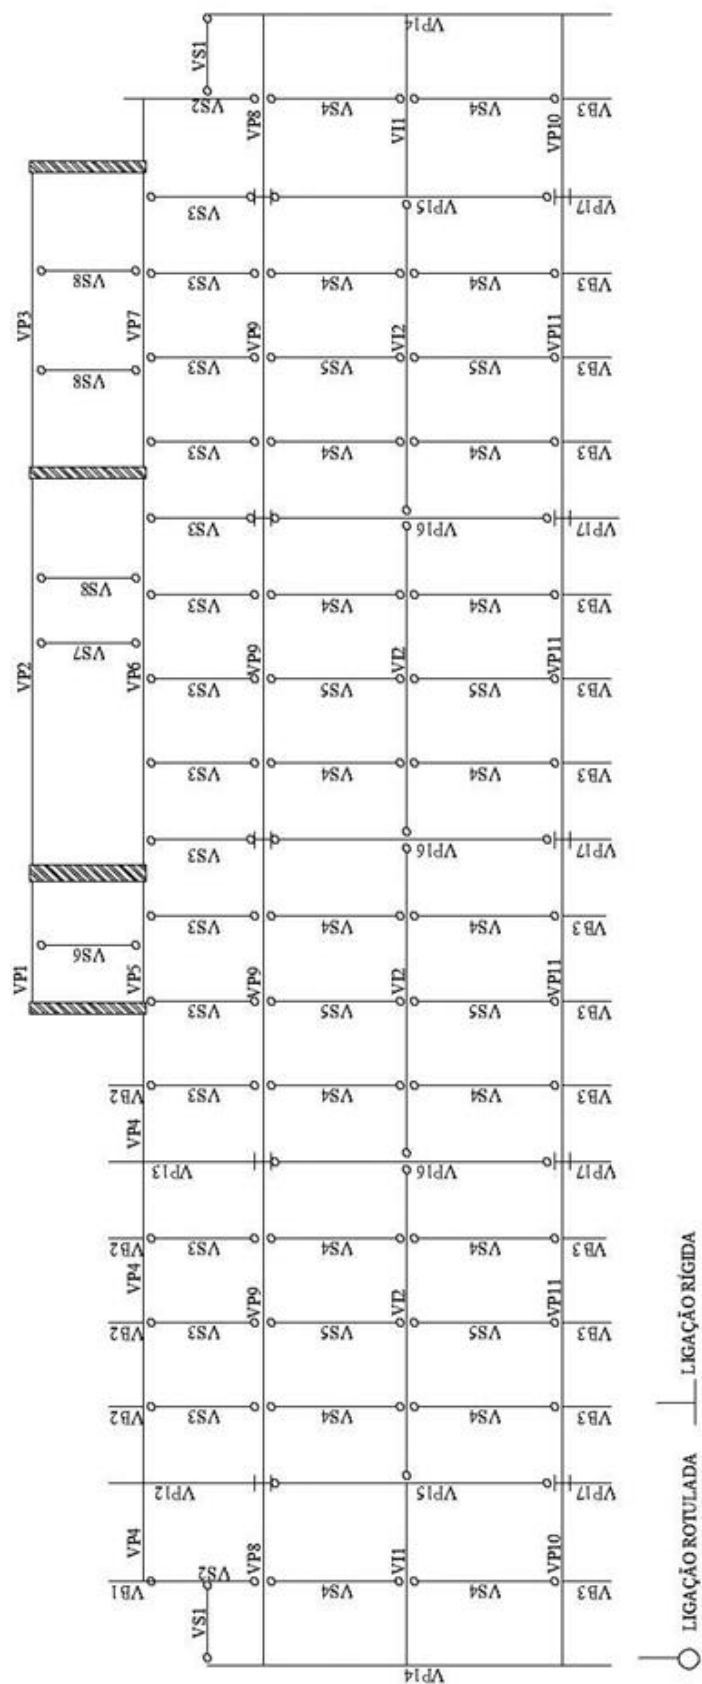 VP14
VS1
VS2
VS4
VS4
VB3
VP8
VI1
VP10
VS3
VP15
VP17
VS8
VS3
VS4
VS4
VB3
VP3
VP7
VP9
VI2
VP11
VS8
VS3
VS5
VS5
VB3
VS3
VS4
VS4
VB3
VS3
VP16
VP17
VS8
VS3
VS4
VS4
VB3
VS7
VP2
VP6
VP9
VI2
VP11
VS3
VS5
VS5
VB3
VS3
VS4
VS4
VB3
VS3
VP16
VP17
VS3
VS4
VS4
VB3
VS6
VP1
VP5
VP9
VI2
VP11
VS3
VS5
VS5
VB3
VB2
VS3
VS4
VS4
VB3
VP4
VP13
VP16
VP17
VB2
VS3
VS4
VS4
VB3
VP4
VP9
VI2
VP11
VB2
VS3
VS5
VS5
VB3
VB2
VS3
VS4
VS4
VB3
VP12
VP15
VP17
VP4
VP8
VI1
VP10
VB1
VS2
VS4
VS4
VB3
VS1
VP14
LIGAÇÃO ROTULADA
LIGAÇÃO RÍGIDA